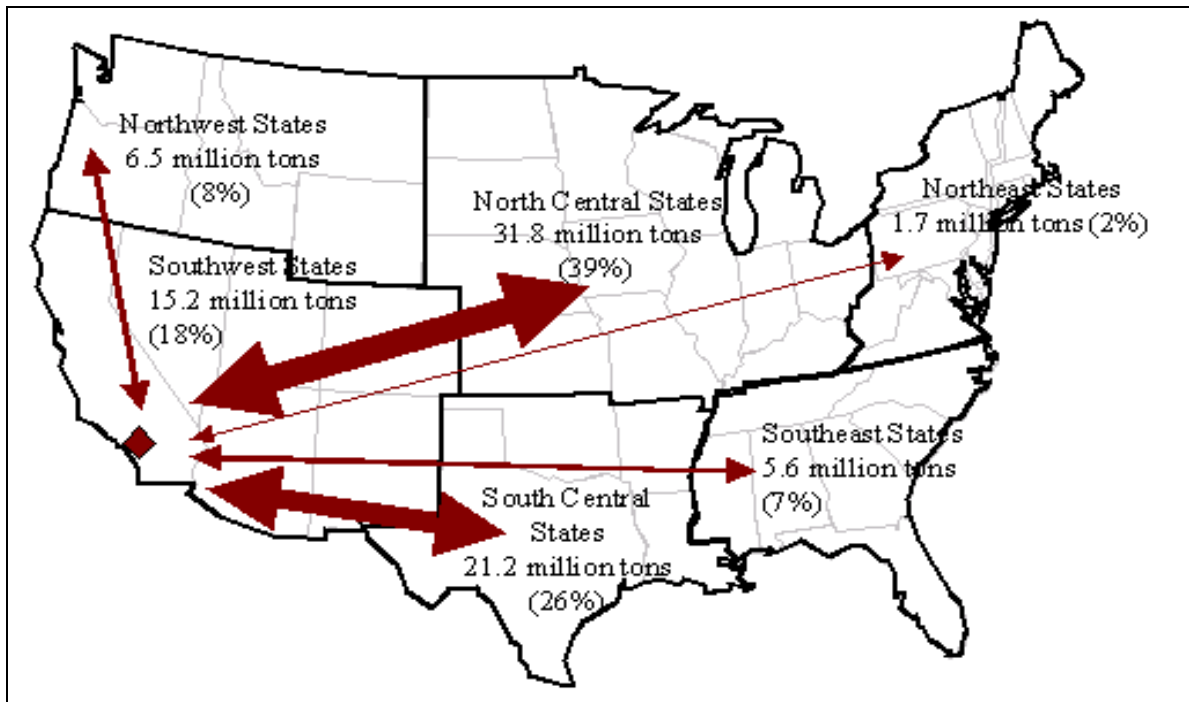 Northwest States
6.5 million tons
(8%)
North Central States
31.8 million tons
(39%)
Northeast States
1.7 million tons (2%)
Southwest States
15.2 million tons
(18%)
Southeast States
5.6 million tons
(7%)
South Central
States
21.2 million tons
(26%)